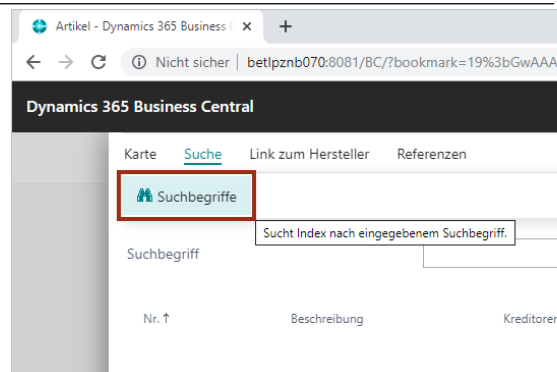 Artikel - Dynamics 365 Business C
Nicht sicher | betlpznb070:8081/BC/?bookmark=19%3bGwAAA
Dynamics 365 Business Central
Karte Suche Link zum Hersteller Referenzen
Suchbegriffe
Sucht Index nach eingegebenem Suchbegriff.
Suchbegriff
Nr. ↑ Beschreibung Kreditoren